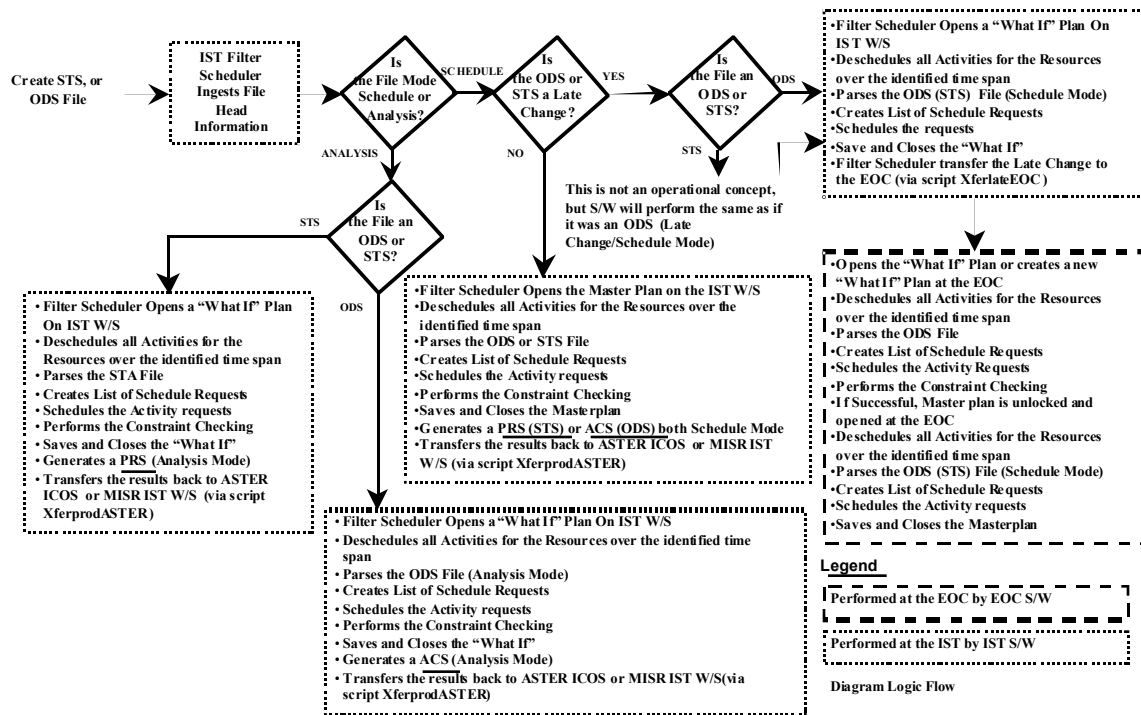 Create STS, or
ODS File
IST Filter
Scheduler
Ingests File
Head
Information
Is
the File Mode
Schedule or
Analysis?
SCHEDULE
ANALYSIS
Is
the ODS or
STS a Late
Change?
YES
NO
Is
the File an
ODS or
STS?
ODS
STS
This is not an operational concept,
but S/W will perform the same as if
it was an ODS (Late
Change/Schedule Mode)
•Filter Scheduler Opens a “What If” Plan On
IST W/S
•Deschedules all Activities for the Resources
over the identified time span
•Parses the ODS (STS) File (Schedule Mode)
•Creates List of Schedule Requests
•Schedules the requests
•Save and Closes the “What If”
•Filter Scheduler transfer the Late Change to
the EOC (via script XferlateEOC)
Is
the File an
ODS or
STS?
STS
ODS
• Filter Scheduler Opens a “What If” Plan
On IST W/S
• Deschedules all Activities for the
Resources over the identified time span
• Parses the STA File
• Creates List of Schedule Requests
• Schedules the Activity requests
• Performs the Constraint Checking
• Saves and Closes the “What If”
• Generates a PRS (Analysis Mode)
• Transfers the results back to ASTER
ICOS or MISR IST W/S (via script
XferprodASTER)
•Filter Scheduler Opens the Master Plan on the IST W/S
•Deschedules all Activities for the Resources over the
identified time span
•Parses the ODS or STS File
•Creates List of Schedule Requests
•Schedules the Activity requests
•Performs the Constraint Checking
•Saves and Closes the Masterplan
•Generates a PRS (STS) or ACS (ODS) both Schedule Mode
•Transfers the results back to ASTER ICOS or MISR IST
W/S (via script XferprodASTER)
•Opens the “What If” Plan or creates a new
“What If” Plan at the EOC
•Deschedules all Activities for the Resources
over the identified time span
•Parses the ODS File
•Creates List of Schedule Requests
•Schedules the Activity Requests
•Performs the Constraint Checking
•If Successful, Master plan is unlocked and
opened at the EOC
•Deschedules all Activities for the Resources
over the identified time span
•Parses the ODS (STS) File (Schedule Mode)
•Creates List of Schedule Requests
•Schedules the Activity requests
•Saves and Closes the Masterplan
• Filter Scheduler Opens a “What If” Plan On IST W/S
• Deschedules all Activities for the Resources over the identified time
span
• Parses the ODS File (Analysis Mode)
• Creates List of Schedule Requests
• Schedules the Activity requests
• Performs the Constraint Checking
• Saves and Closes the “What If”
• Generates a ACS (Analysis Mode)
• Transfers the results back to ASTER ICOS or MISR IST W/S(via
script XferprodASTER)
Legend
Performed at the EOC by EOC S/W
Performed at the IST by IST S/W
Diagram Logic Flow